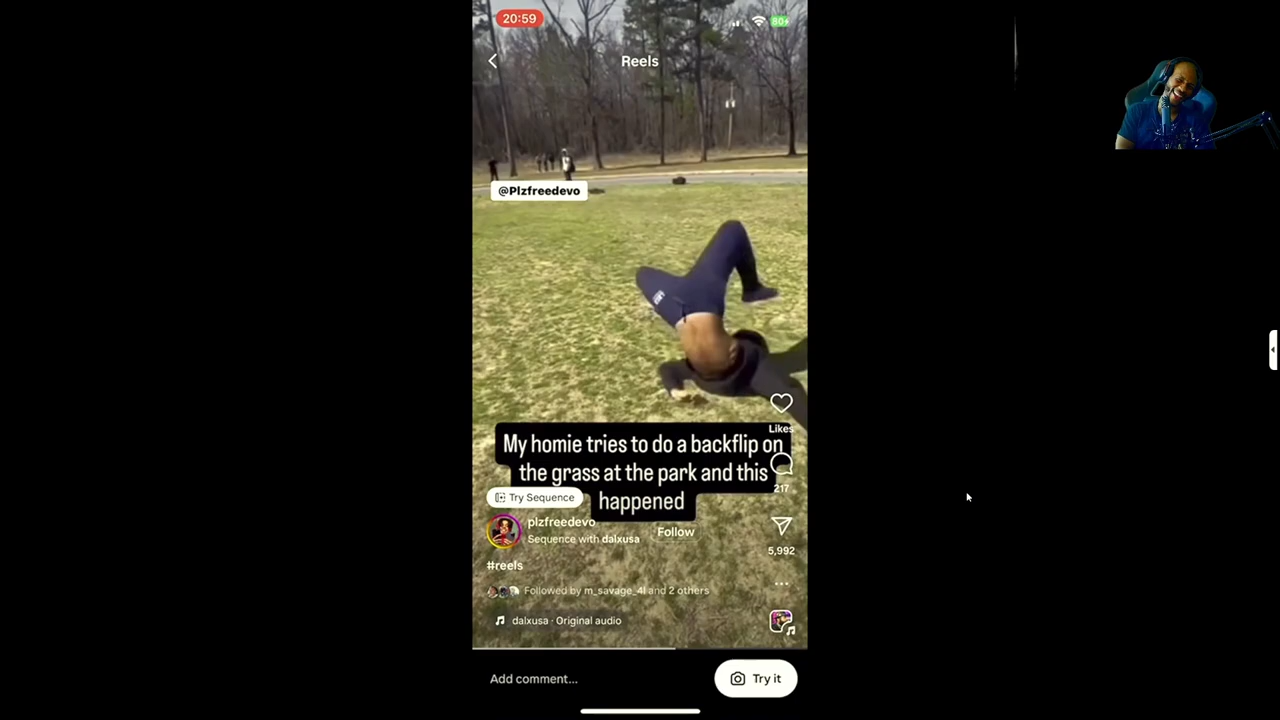 20:59
80
Reels
@Plzfreedevo
My homie tries to do a backflip on
the grass at the park and this
happened
Likes
217
Try Sequence
plzfreedevo
Sequence with dalxusa
Follow
5,992
#reels
Followed by m_savage_4l and 2 others
dalxusa · Original audio
Add comment...
Try it